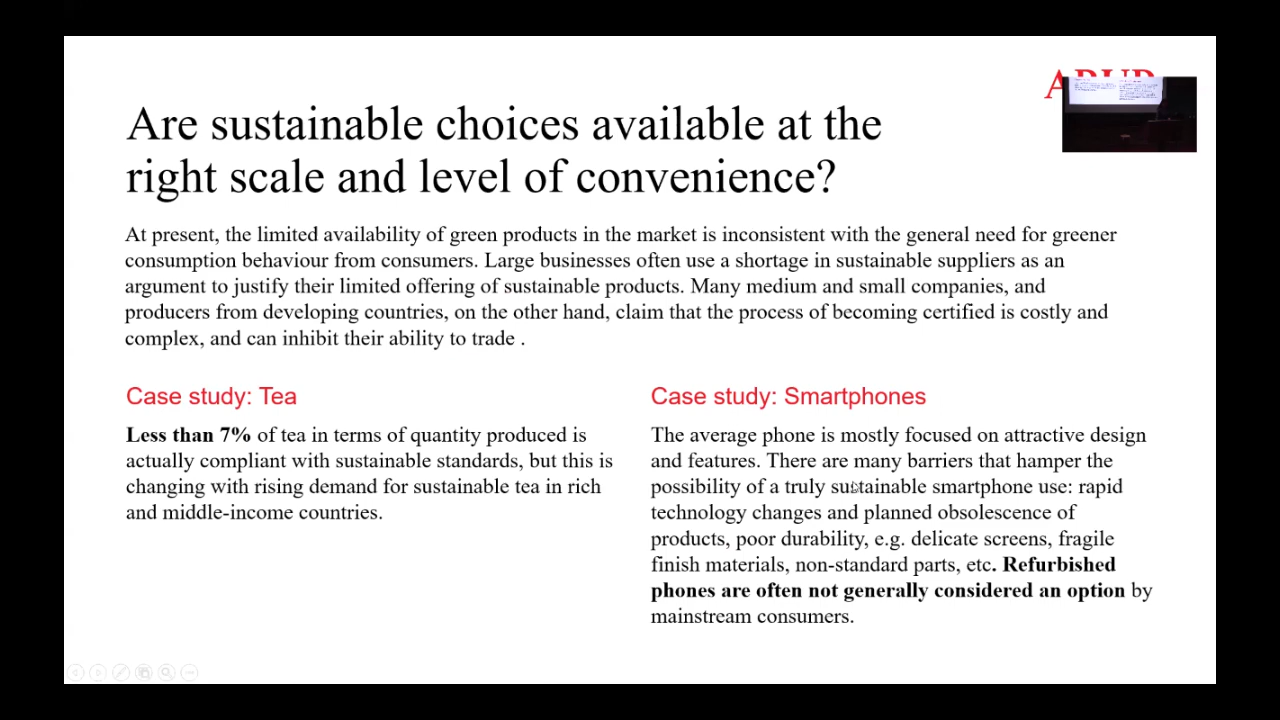 Are sustainable choices available at the
right scale and level of convenience?
At present, the limited availability of green products in the market is inconsistent with the general need for greener
consumption behaviour from consumers. Large businesses often use a shortage in sustainable suppliers as an
argument to justify their limited offering of sustainable products. Many medium and small companies, and
producers from developing countries, on the other hand, claim that the process of becoming certified is costly and
complex, and can inhibit their ability to trade .
Case study: Tea
Less than 7% of tea in terms of quantity produced is
actually compliant with sustainable standards, but this is
changing with rising demand for sustainable tea in rich
and middle-income countries.
Case study: Smartphones
The average phone is mostly focused on attractive design
and features. There are many barriers that hamper the
possibility of a truly sustainable smartphone use: rapid
technology changes and planned obsolescence of
products, poor durability, e.g. delicate screens, fragile
finish materials, non-standard parts, etc. Refurbished
phones are often not generally considered an option by
mainstream consumers.